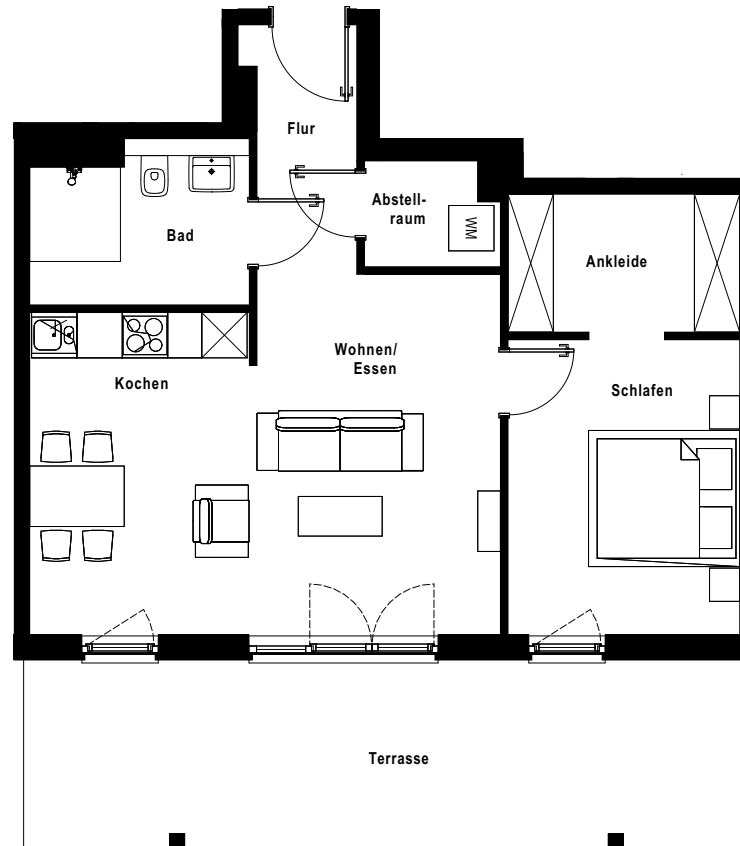 Flur
Abstell-
raum
WM
Bad
Ankleide
Wohnen/
Essen
Kochen
Schlafen
Terrasse